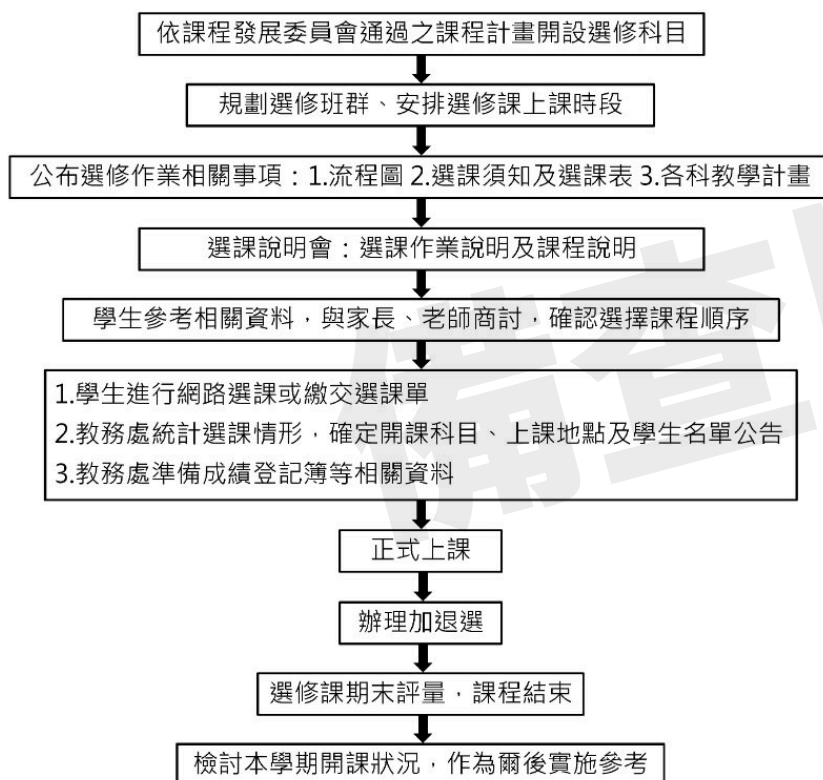 依課程發展委員會通過之課程計畫開設選修科目
規劃選修班群、安排選修課上課時段
公布選修作業相關事項：1.流程圖 2.選課須知及選課表 3.各科教學計畫
選課說明會：選課作業說明及課程說明
學生參考相關資料，與家長、老師商討，確認選擇課程順序
1.學生進行網路選課或繳交選課單
2.教務處統計選課情形，確定開課科目、上課地點及學生名單公告
3.教務處準備成績登記簿等相關資料
正式上課
辦理加退選
選修課期末評量，課程結束
檢討本學期開課狀況，作為爾後實施參考
備查